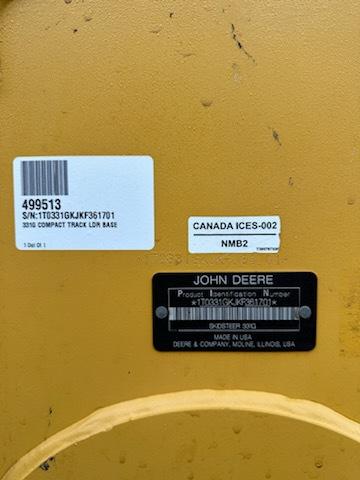 499513
S/N:1T0331GKJKF361701
331G COMPACT TRACK LDR BASE
1 Out Of 1
CANADA ICES-002
NMB2
JOHN DEERE
Product Identification Number
*1T0331GKJKF361701*
SKIDSTEER 331G
MADE IN USA
DEERE & COMPANY, MOLINE, ILLINOIS, USA